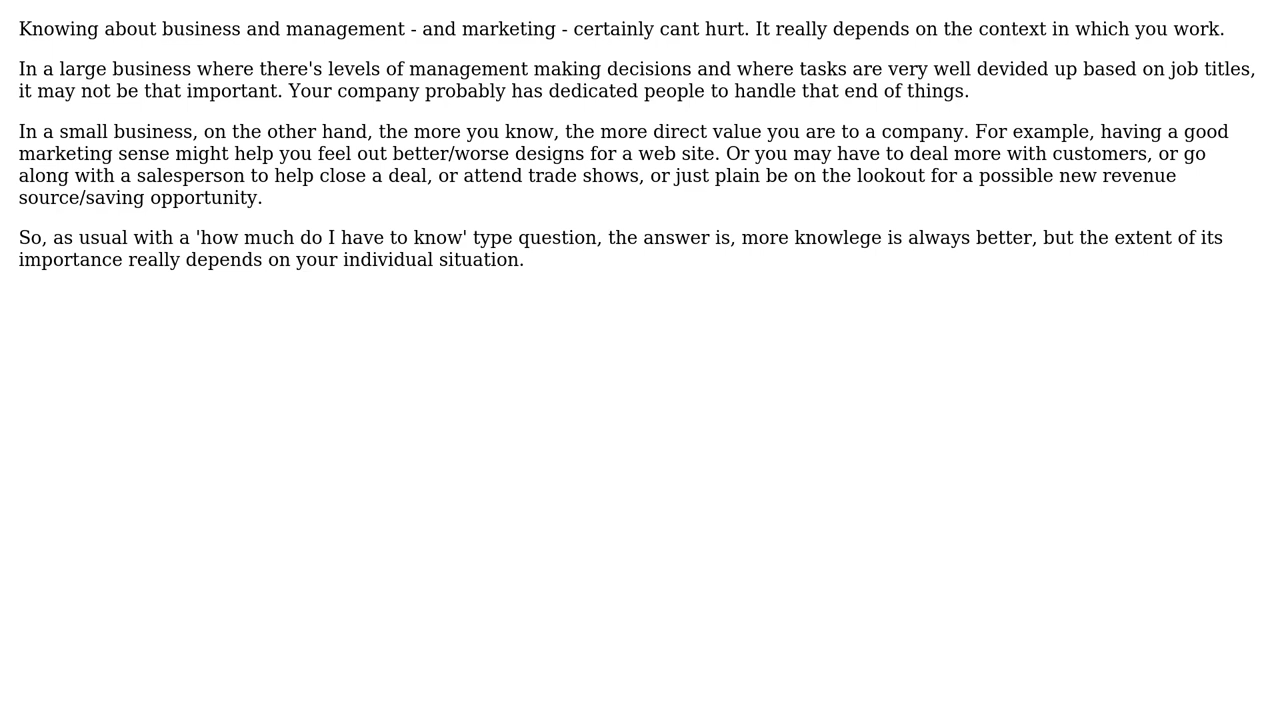 Knowing about business and management - and marketing - certainly cant hurt. It really depends on the context in which you work.
In a large business where there's levels of management making decisions and where tasks are very well devided up based on job titles,
it may not be that important. Your company probably has dedicated people to handle that end of things.
In a small business, on the other hand, the more you know, the more direct value you are to a company. For example, having a good
marketing sense might help you feel out better/worse designs for a web site. Or you may have to deal more with customers, or go
along with a salesperson to help close a deal, or attend trade shows, or just plain be on the lookout for a possible new revenue
source/saving opportunity.
So, as usual with a 'how much do I have to know' type question, the answer is, more knowlege is always better, but the extent of its
importance really depends on your individual situation.